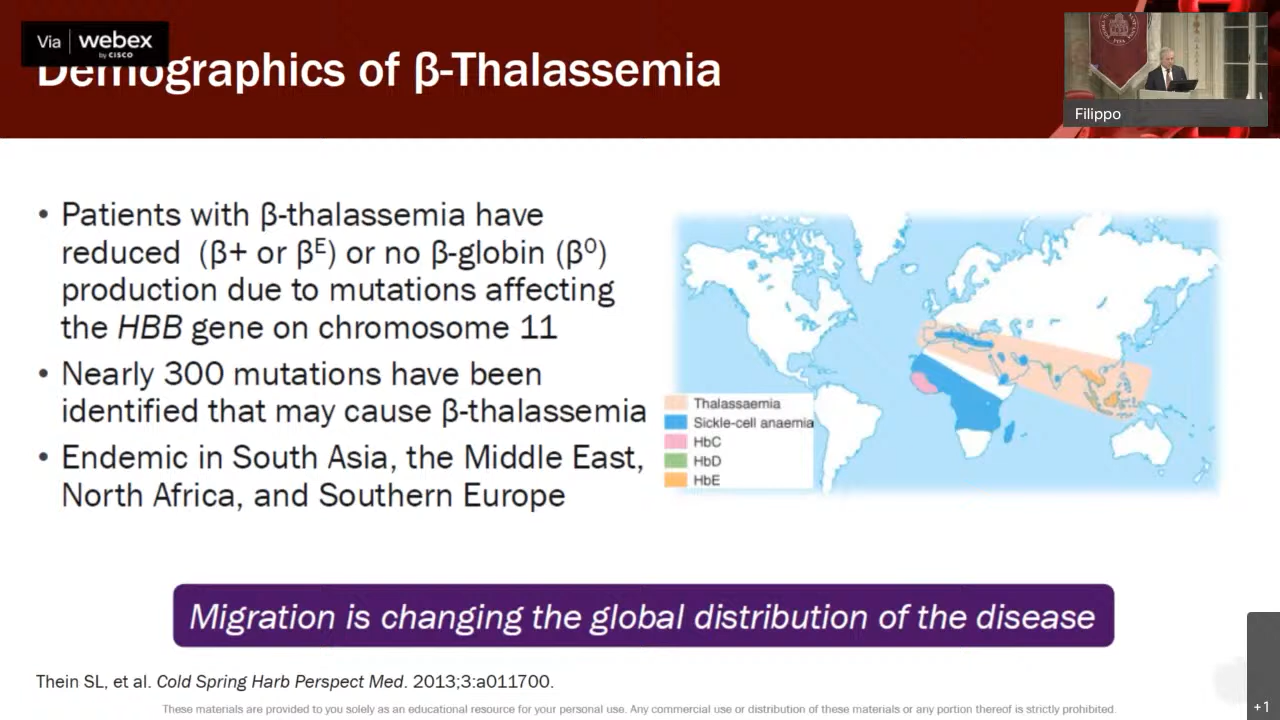 Via webex
by CISCO
Demographics of β-Thalassemia
Filippo
• Patients with β-thalassemia have
reduced (β+ or βᴱ) or no β-globin (β⁰)
production due to mutations affecting
the HBB gene on chromosome 11
• Nearly 300 mutations have been
identified that may cause β-thalassemia
• Endemic in South Asia, the Middle East,
North Africa, and Southern Europe
Thalassaemia
Sickle-cell anaemia
HbC
HbD
HbE
Migration is changing the global distribution of the disease
Thein SL, et al. Cold Spring Harb Perspect Med. 2013;3:a011700.
These materials are provided to you solely as an educational resource for your personal use. Any commercial use or distribution of these materials or any portion thereof is strictly prohibited.
+1